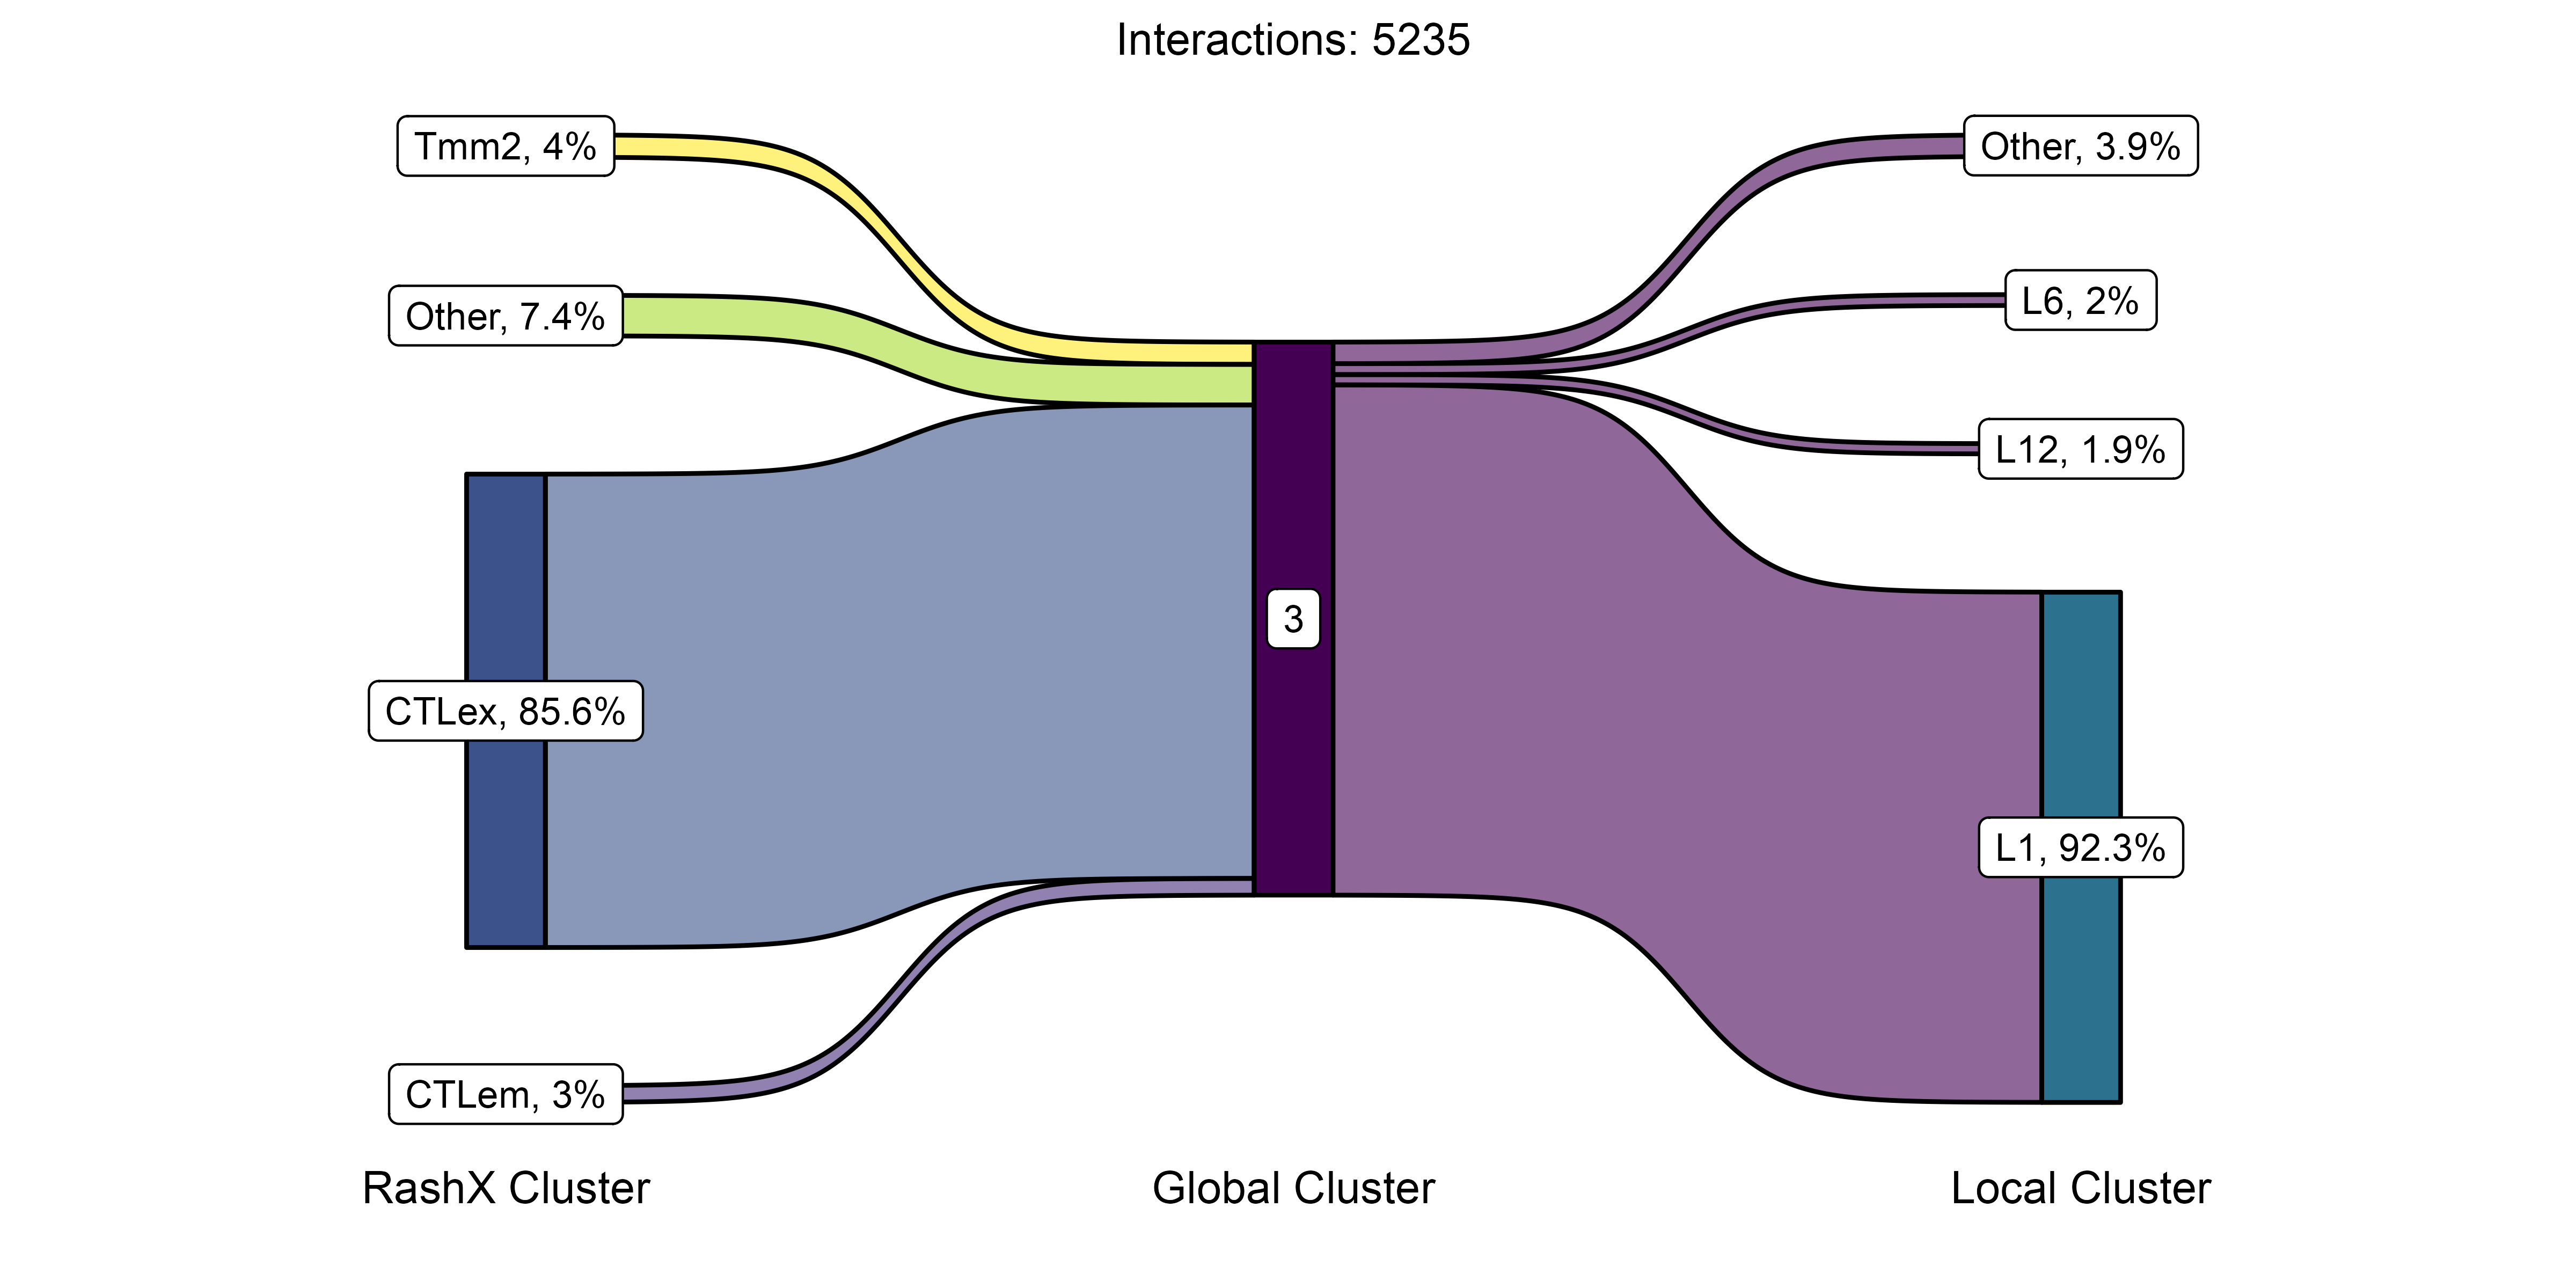 Interactions: 5235
Tmm2, 4%
Other, 7.4%
CTLex, 85.6%
CTLem, 3%
3
Other, 3.9%
L6, 2%
L12, 1.9%
L1, 92.3%
RashX Cluster
Global Cluster
Local Cluster